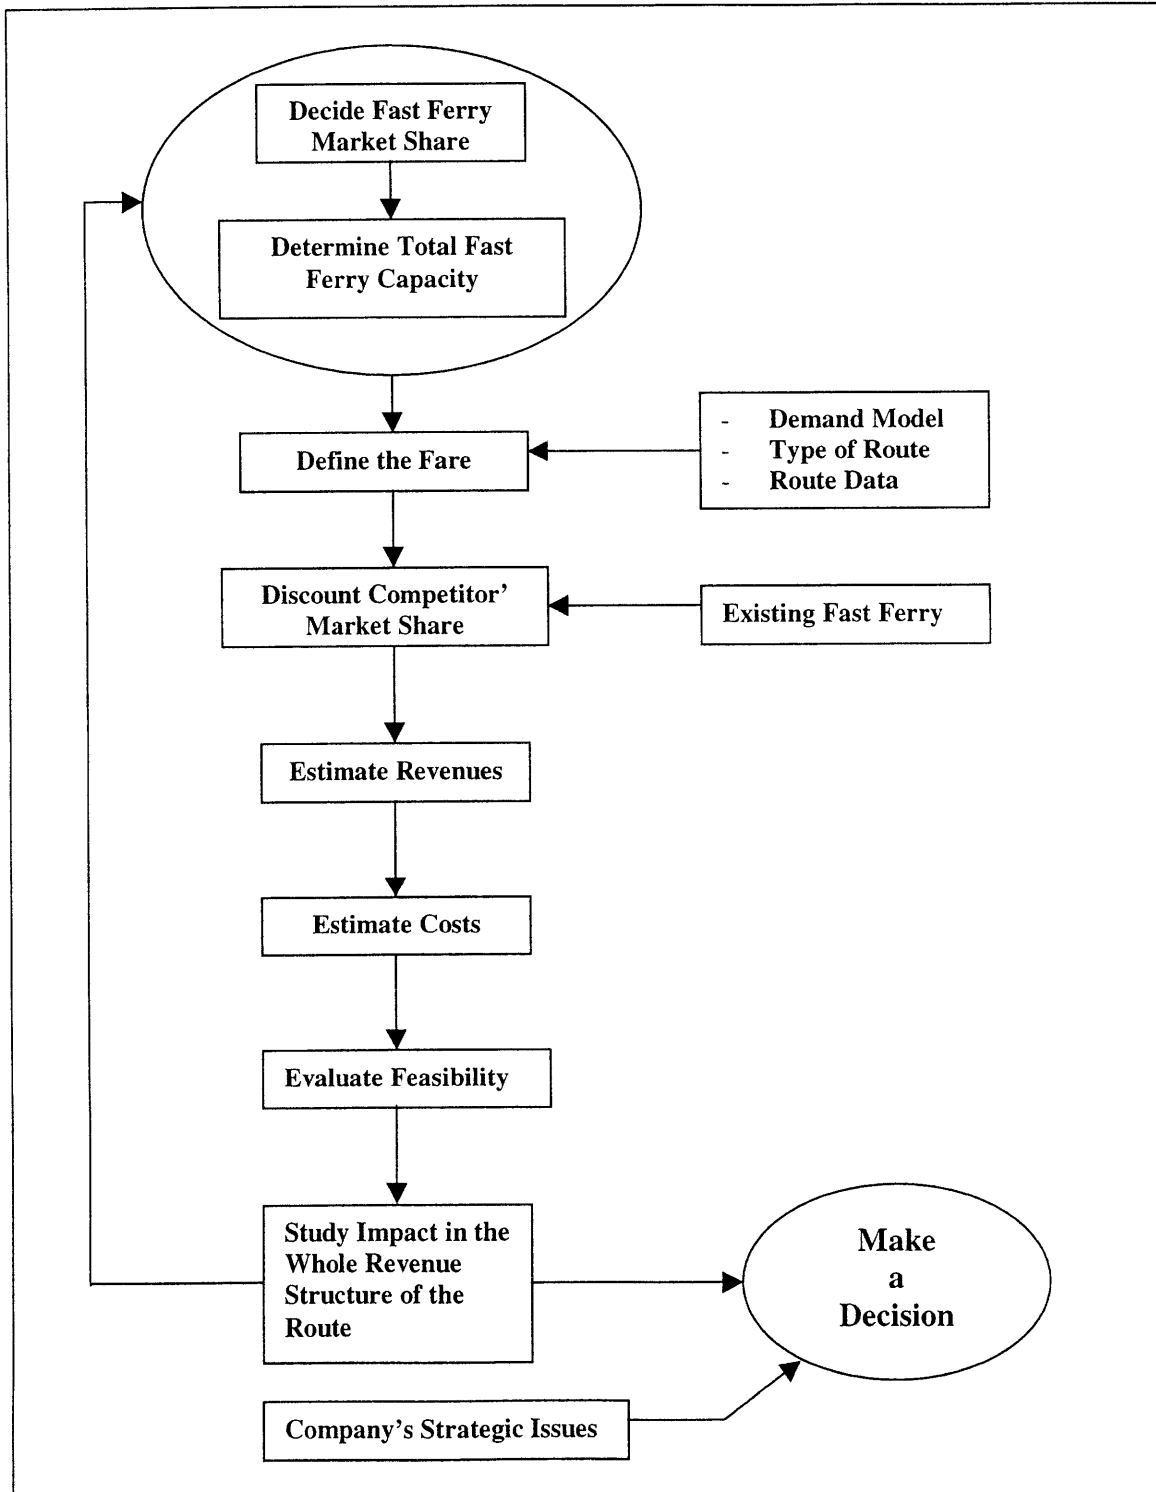 Decide Fast Ferry
Market Share
Determine Total Fast
Ferry Capacity
- Demand Model
- Type of Route
- Route Data
Define the Fare
Discount Competitor’
Market Share
Existing Fast Ferry
Estimate Revenues
Estimate Costs
Evaluate Feasibility
Study Impact in the
Whole Revenue
Structure of the
Route
Make
a
Decision
Company’s Strategic Issues